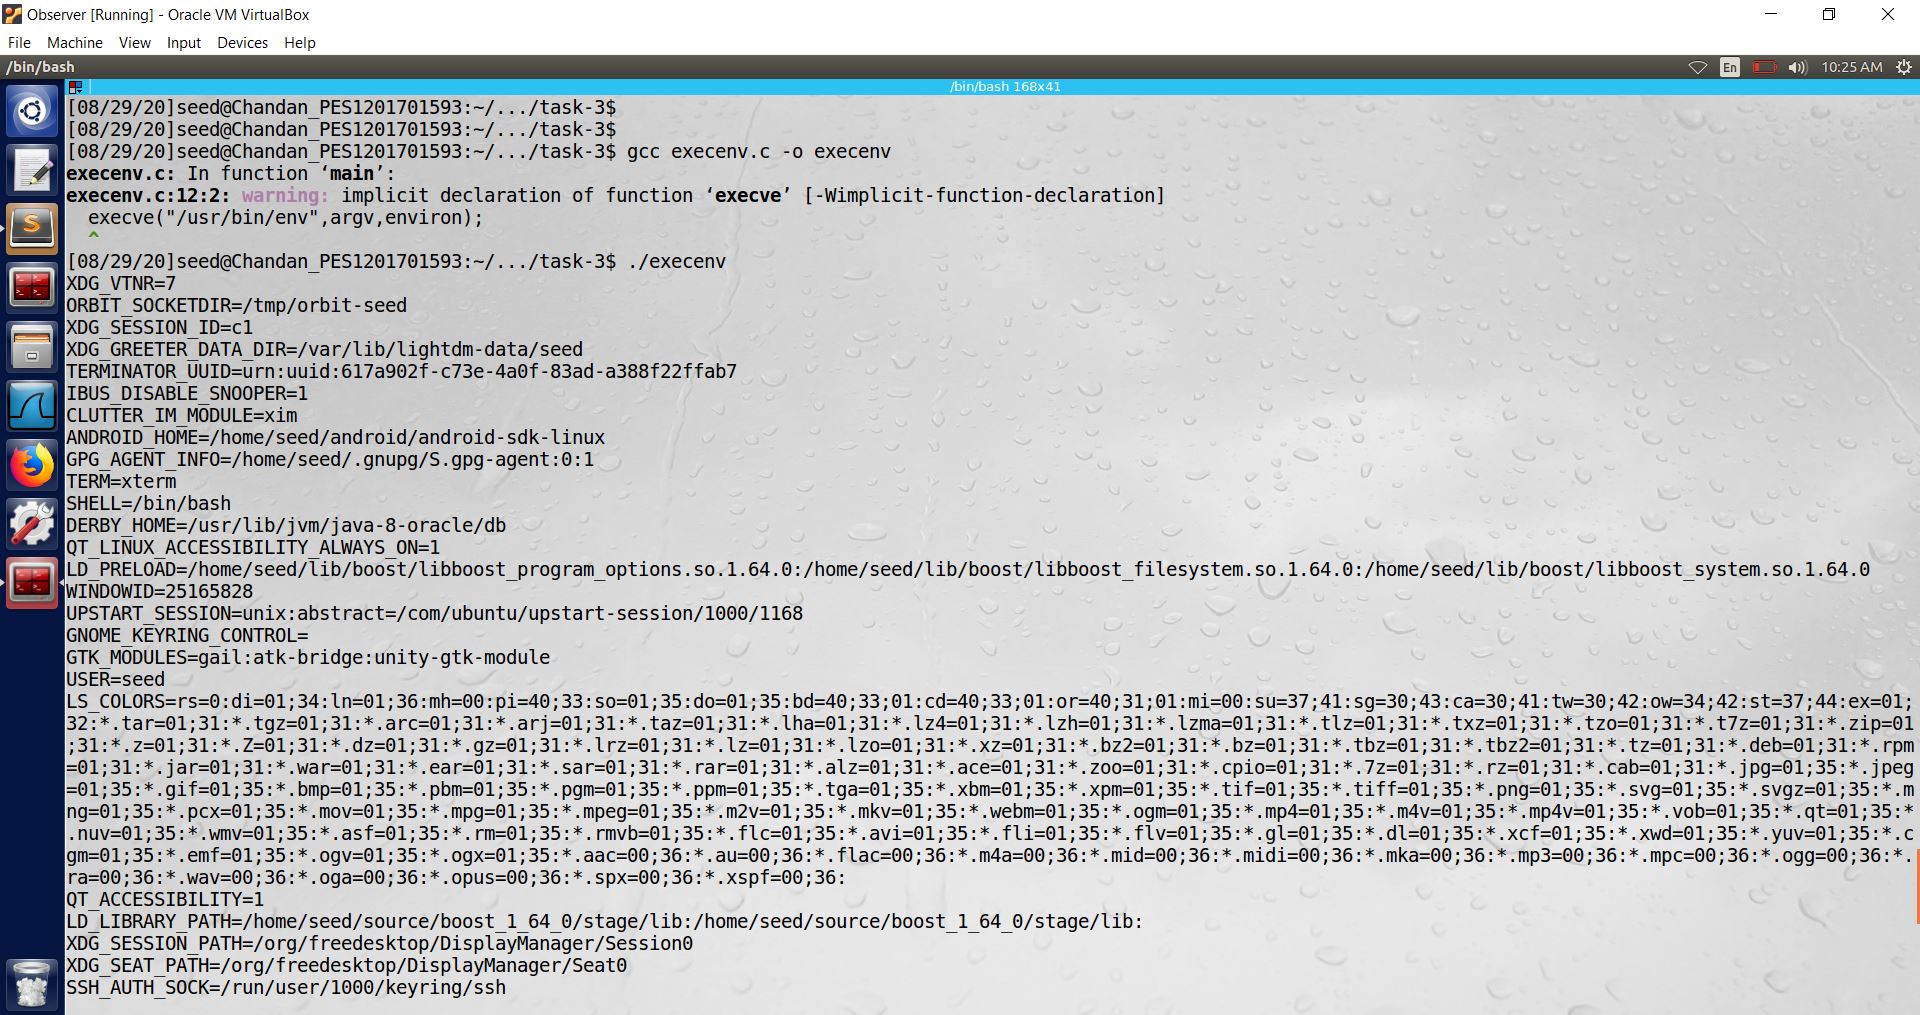 Observer [Running] - Oracle VM VirtualBox
File Machine View Input Devices Help
/bin/bash En 10:25 AM
/bin/bash 168x41
[08/29/20]seed@Chandan_PES1201701593:~/.../task-3$
[08/29/20]seed@Chandan_PES1201701593:~/.../task-3$
[08/29/20]seed@Chandan_PES1201701593:~/.../task-3$ gcc execenv.c -o execenv
execenv.c: In function ‘main’:
execenv.c:12:2: warning: implicit declaration of function ‘execve’ [-Wimplicit-function-declaration]
  execve("/usr/bin/env",argv,environ);
  ^
[08/29/20]seed@Chandan_PES1201701593:~/.../task-3$ ./execenv
XDG_VTNR=7
ORBIT_SOCKETDIR=/tmp/orbit-seed
XDG_SESSION_ID=c1
XDG_GREETER_DATA_DIR=/var/lib/lightdm-data/seed
TERMINATOR_UUID=urn:uuid:617a902f-c73e-4a0f-83ad-a388f22ffab7
IBUS_DISABLE_SNOOPER=1
CLUTTER_IM_MODULE=xim
ANDROID_HOME=/home/seed/android/android-sdk-linux
GPG_AGENT_INFO=/home/seed/.gnupg/S.gpg-agent:0:1
TERM=xterm
SHELL=/bin/bash
DERBY_HOME=/usr/lib/jvm/java-8-oracle/db
QT_LINUX_ACCESSIBILITY_ALWAYS_ON=1
LD_PRELOAD=/home/seed/lib/boost/libboost_program_options.so.1.64.0:/home/seed/lib/boost/libboost_filesystem.so.1.64.0:/home/seed/lib/boost/libboost_system.so.1.64.0
WINDOWID=25165828
UPSTART_SESSION=unix:abstract=/com/ubuntu/upstart-session/1000/1168
GNOME_KEYRING_CONTROL=
GTK_MODULES=gail:atk-bridge:unity-gtk-module
USER=seed
LS_COLORS=rs=0:di=01;34:ln=01;36:mh=00:pi=40;33:so=01;35:do=01;35:bd=40;33;01:cd=40;33;01:or=40;31;01:mi=00:su=37;41:sg=30;43:ca=30;41:tw=30;42:ow=34;42:st=37;44:ex=01;
32:*.tar=01;31:*.tgz=01;31:*.arc=01;31:*.arj=01;31:*.taz=01;31:*.lha=01;31:*.lz4=01;31:*.lzh=01;31:*.lzma=01;31:*.tlz=01;31:*.txz=01;31:*.tzo=01;31:*.t7z=01;31:*.zip=01
;31:*.z=01;31:*.Z=01;31:*.dz=01;31:*.gz=01;31:*.lrz=01;31:*.lz=01;31:*.lzo=01;31:*.xz=01;31:*.bz2=01;31:*.bz=01;31:*.tbz=01;31:*.tbz2=01;31:*.tz=01;31:*.deb=01;31:*.rpm
=01;31:*.jar=01;31:*.war=01;31:*.ear=01;31:*.sar=01;31:*.rar=01;31:*.alz=01;31:*.ace=01;31:*.zoo=01;31:*.cpio=01;31:*.7z=01;31:*.rz=01;31:*.cab=01;31:*.jpg=01;35:*.jpeg
=01;35:*.gif=01;35:*.bmp=01;35:*.pbm=01;35:*.pgm=01;35:*.ppm=01;35:*.tga=01;35:*.xbm=01;35:*.xpm=01;35:*.tif=01;35:*.tiff=01;35:*.png=01;35:*.svg=01;35:*.svgz=01;35:*.m
ng=01;35:*.pcx=01;35:*.mov=01;35:*.mpg=01;35:*.mpeg=01;35:*.m2v=01;35:*.mkv=01;35:*.webm=01;35:*.ogm=01;35:*.mp4=01;35:*.m4v=01;35:*.mp4v=01;35:*.vob=01;35:*.qt=01;35:*
.nuv=01;35:*.wmv=01;35:*.asf=01;35:*.rm=01;35:*.rmvb=01;35:*.flc=01;35:*.avi=01;35:*.fli=01;35:*.flv=01;35:*.gl=01;35:*.dl=01;35:*.xcf=01;35:*.xwd=01;35:*.yuv=01;35:*.c
gm=01;35:*.emf=01;35:*.ogv=01;35:*.ogx=01;35:*.aac=00;36:*.au=00;36:*.flac=00;36:*.m4a=00;36:*.mid=00;36:*.midi=00;36:*.mka=00;36:*.mp3=00;36:*.mpc=00;36:*.ogg=00;36:*.
ra=00;36:*.wav=00;36:*.oga=00;36:*.opus=00;36:*.spx=00;36:*.xspf=00;36:
QT_ACCESSIBILITY=1
LD_LIBRARY_PATH=/home/seed/source/boost_1_64_0/stage/lib:/home/seed/source/boost_1_64_0/stage/lib:
XDG_SESSION_PATH=/org/freedesktop/DisplayManager/Session0
XDG_SEAT_PATH=/org/freedesktop/DisplayManager/Seat0
SSH_AUTH_SOCK=/run/user/1000/keyring/ssh